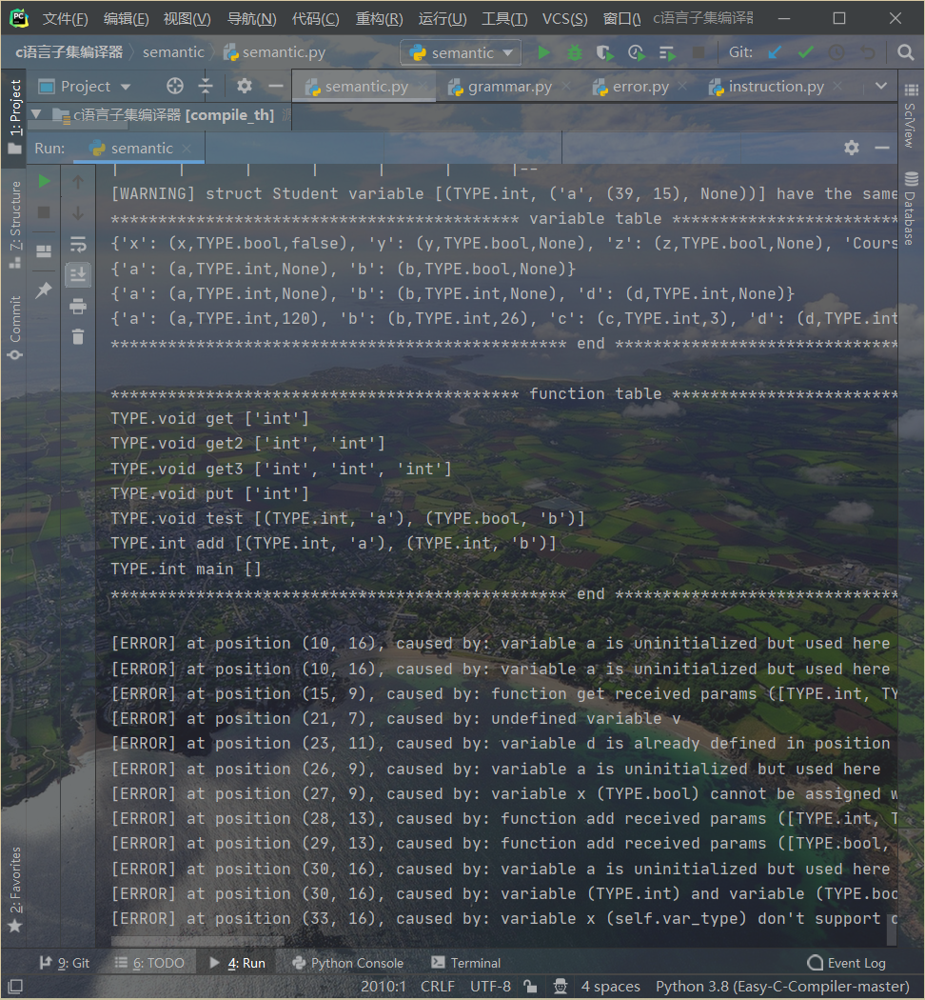 PC 文件(F) 编辑(E) 视图(V) 导航(N) 代码(C) 重构(R) 运行(U) 工具(T) VCS(S) 窗口(\ c语言子集编译器
c语言子集编译器 semantic semantic.py semantic Git:
1: Project
Project semantic.py grammar.py error.py instruction.py
c语言子集编译器 [compile_th]
SciView
Run: semantic
| | | | | | |--
[WARNING] struct Student variable [(TYPE.int, ('a', (39, 15), None))] have the same
Database
7: Structure
*******************************************​ variable table ************************
{'x': (x,TYPE.bool,false), 'y': (y,TYPE.bool,None), 'z': (z,TYPE.bool,None), 'Cours
{'a': (a,TYPE.int,None), 'b': (b,TYPE.bool,None)}
{'a': (a,TYPE.int,None), 'b': (b,TYPE.int,None), 'd': (d,TYPE.int,None)}
{'a': (a,TYPE.int,120), 'b': (b,TYPE.int,26), 'c': (c,TYPE.int,3), 'd': (d,TYPE.int
Commit
************************************************ end ******************************
******************************************* function table ************************
TYPE.void get ['int']
TYPE.void get2 ['int', 'int']
TYPE.void get3 ['int', 'int', 'int']
TYPE.void put ['int']
TYPE.void test [(TYPE.int, 'a'), (TYPE.bool, 'b')]
TYPE.int add [(TYPE.int, 'a'), (TYPE.int, 'b')]
TYPE.int main []
************************************************ end ******************************
[ERROR] at position (10, 16), caused by: variable a is uninitialized but used here
[ERROR] at position (10, 16), caused by: variable a is uninitialized but used here
[ERROR] at position (15, 9), caused by: function get received params ([TYPE.int, TY
[ERROR] at position (21, 7), caused by: undefined variable v
[ERROR] at position (23, 11), caused by: variable d is already defined in position
[ERROR] at position (26, 9), caused by: variable a is uninitialized but used here
[ERROR] at position (27, 9), caused by: variable x (TYPE.bool) cannot be assigned w
[ERROR] at position (28, 13), caused by: function add received params ([TYPE.int, T
[ERROR] at position (29, 13), caused by: function add received params ([TYPE.bool,
[ERROR] at position (30, 16), caused by: variable a is uninitialized but used here
[ERROR] at position (30, 16), caused by: variable (TYPE.int) and variable (TYPE.boo
[ERROR] at position (33, 16), caused by: variable x (self.var_type) don't support
2: Favorites
9: Git 6: TODO 4: Run Python Console Terminal Event Log
2010:1 CRLF UTF-8 4 spaces Python 3.8 (Easy-C-Compiler-master)